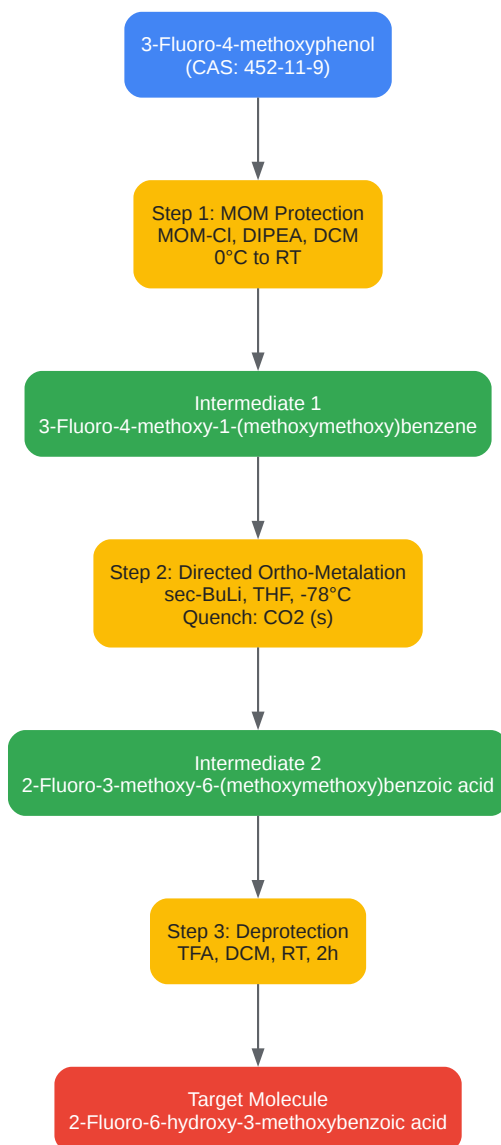 3-Fluoro-4-methoxyphenol
(CAS: 452-11-9)
Step 1: MOM Protection
MOM-Cl, DIPEA, DCM
0°C to RT
Intermediate 1
3-Fluoro-4-methoxy-1-(methoxymethoxy)benzene
Step 2: Directed Ortho-Metalation
sec-BuLi, THF, -78°C
Quench: CO2 (s)
Intermediate 2
2-Fluoro-3-methoxy-6-(methoxymethoxy)benzoic acid
Step 3: Deprotection
TFA, DCM, RT, 2h
Target Molecule
2-Fluoro-6-hydroxy-3-methoxybenzoic acid